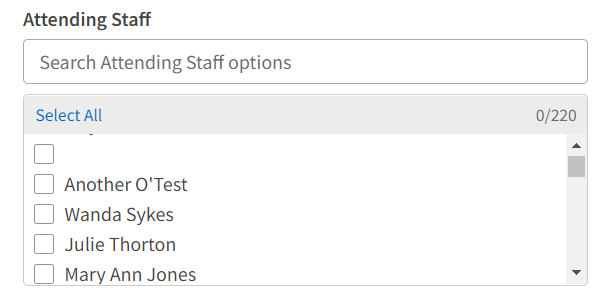 Attending Staff
Search Attending Staff options
Select All 0/220
Another O'Test
Wanda Sykes
Julie Thorton
Mary Ann Jones